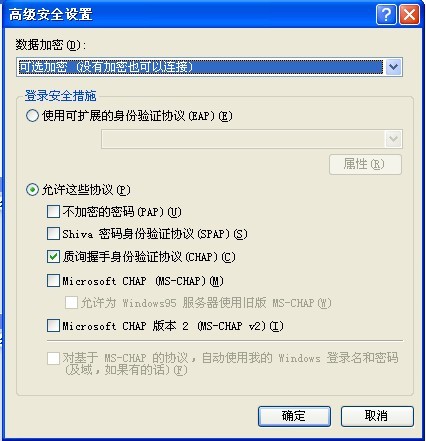 高级安全设置
数据加密(D):
可选加密 (没有加密也可以连接)
登录安全措施
使用可扩展的身份验证协议(EAP)(E)
属性(R)
允许这些协议(P)
不加密的密码(PAP)(U)
Shiva 密码身份验证协议(SPAP)(S)
质询握手身份验证协议(CHAP)(C)
Microsoft CHAP (MS-CHAP)(M)
允许为 Windows95 服务器使用旧版 MS-CHAP(W)
Microsoft CHAP 版本 2 (MS-CHAP v2)(I)
对基于 MS-CHAP 的协议，自动使用我的 Windows 登录名和密码
(及域，如果有的话)(F)
确定
取消